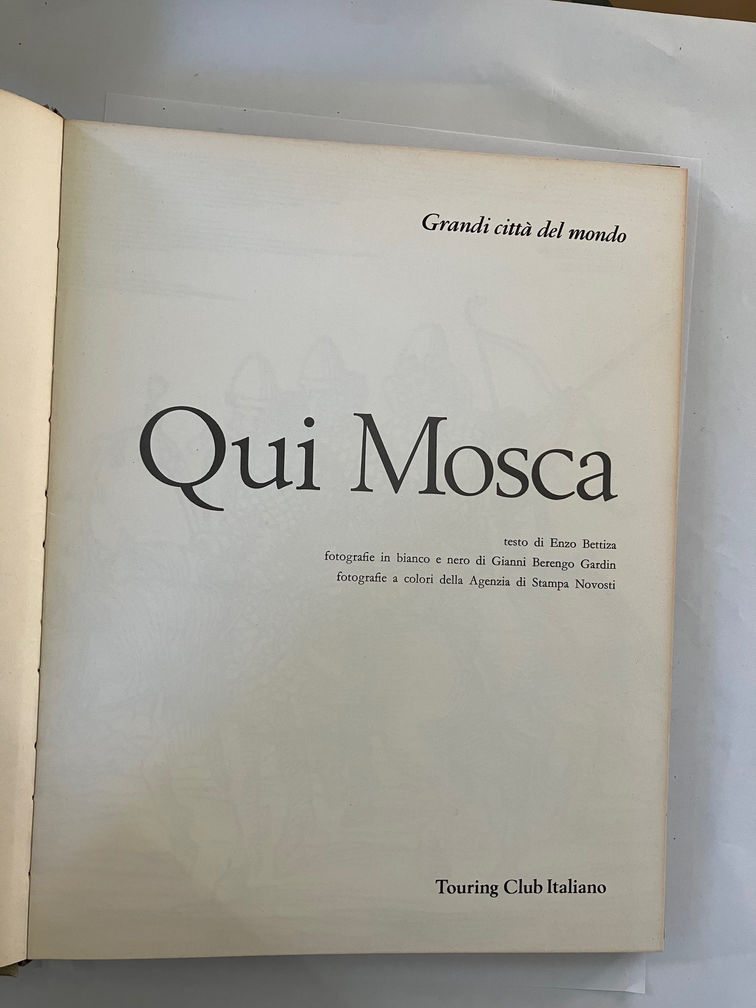 Grandi città del mondo
Qui Mosca
testo di Enzo Bettiza
fotografie in bianco e nero di Gianni Berengo Gardin
fotografie a colori della Agenzia di Stampa Novosti
Touring Club Italiano